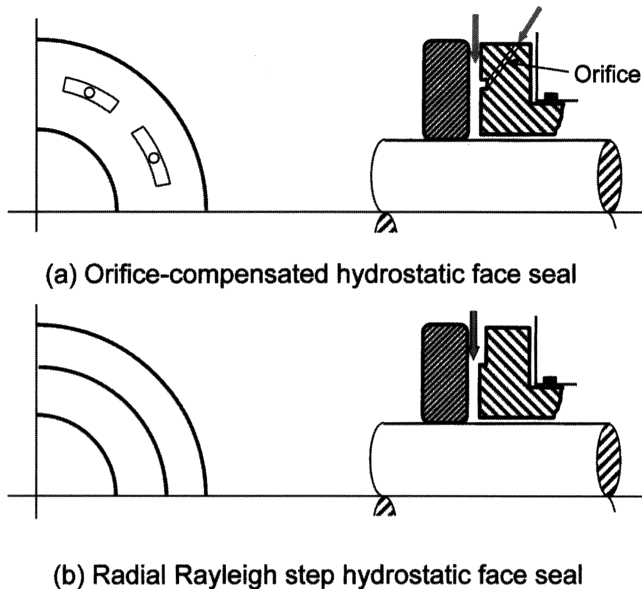 Orifice
(a) Orifice-compensated hydrostatic face seal
(b) Radial Rayleigh step hydrostatic face seal